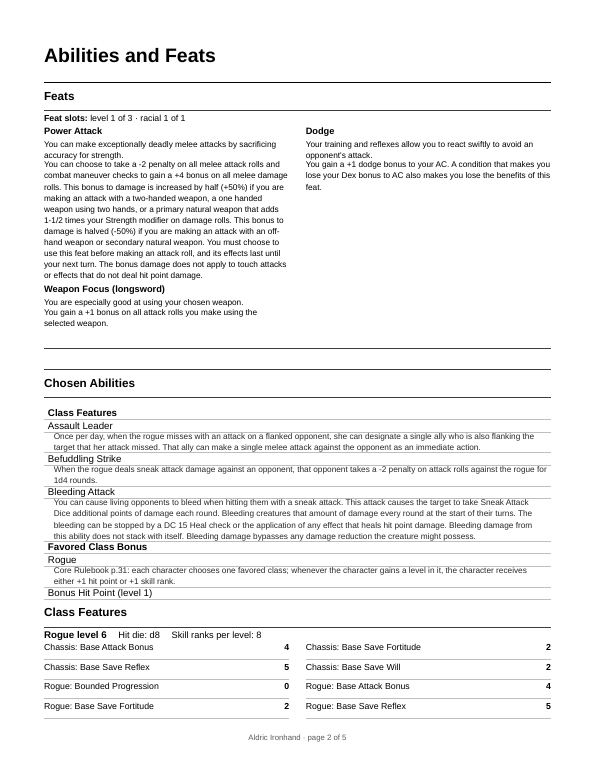 Abilities and Feats
Feats
Feat slots: level 1 of 3 · racial 1 of 1
Power Attack
You can make exceptionally deadly melee attacks by sacrificing
accuracy for strength.
You can choose to take a -2 penalty on all melee attack rolls and
combat maneuver checks to gain a +4 bonus on all melee damage
rolls. This bonus to damage is increased by half (+50%) if you are
making an attack with a two-handed weapon, a one handed
weapon using two hands, or a primary natural weapon that adds
1-1/2 times your Strength modifier on damage rolls. This bonus to
damage is halved (-50%) if you are making an attack with an off-
hand weapon or secondary natural weapon. You must choose to
use this feat before making an attack roll, and its effects last until
your next turn. The bonus damage does not apply to touch attacks
or effects that do not deal hit point damage.
Weapon Focus (longsword)
You are especially good at using your chosen weapon.
You gain a +1 bonus on all attack rolls you make using the
selected weapon.
Dodge
Your training and reflexes allow you to react swiftly to avoid an
opponent's attack.
You gain a +1 dodge bonus to your AC. A condition that makes you
lose your Dex bonus to AC also makes you lose the benefits of this
feat.
Chosen Abilities
Class Features
Assault Leader
Once per day, when the rogue misses with an attack on a flanked opponent, she can designate a single ally who is also flanking the
target that her attack missed. That ally can make a single melee attack against the opponent as an immediate action.
Befuddling Strike
When the rogue deals sneak attack damage against an opponent, that opponent takes a -2 penalty on attack rolls against the rogue for
1d4 rounds.
Bleeding Attack
You can cause living opponents to bleed when hitting them with a sneak attack. This attack causes the target to take Sneak Attack
Dice additional points of damage each round. Bleeding creatures that amount of damage every round at the start of their turns. The
bleeding can be stopped by a DC 15 Heal check or the application of any effect that heals hit point damage. Bleeding damage from
this ability does not stack with itself. Bleeding damage bypasses any damage reduction the creature might possess.
Favored Class Bonus
Rogue
Core Rulebook p.31: each character chooses one favored class; whenever the character gains a level in it, the character receives
either +1 hit point or +1 skill rank.
Bonus Hit Point (level 1)
Class Features
Rogue level 6 Hit die: d8 Skill ranks per level: 8
Chassis: Base Attack Bonus 4 Chassis: Base Save Fortitude 2
Chassis: Base Save Reflex 5 Chassis: Base Save Will 2
Rogue: Bounded Progression 0 Rogue: Base Attack Bonus 4
Rogue: Base Save Fortitude 2 Rogue: Base Save Reflex 5
Aldric Ironhand · page 2 of 5